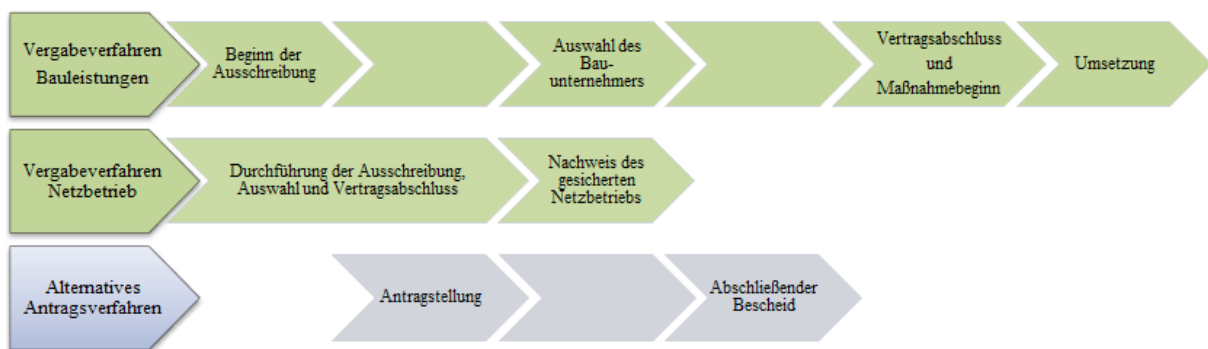 Vergabeverfahren
Bauleistungen
Beginn der
Ausschreibung
Auswahl des
Bau-
unternehmers
Vertragsabschluss
und
Maßnahmebeginn
Umsetzung
Vergabeverfahren
Netzbetrieb
Durchführung der Ausschreibung,
Auswahl und Vertragsabschluss
Nachweis des
gesicherten
Netzbetriebs
Alternatives
Antragsverfahren
Antragstellung
Abschließender
Bescheid